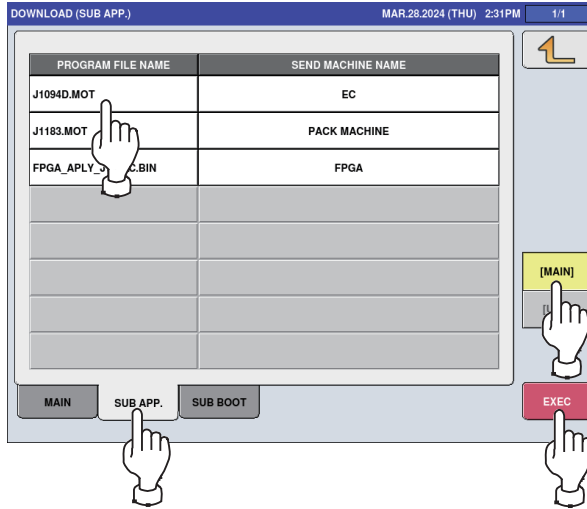 DOWNLOAD (SUB APP.) MAR.28.2024 (THU) 2:31PM 1/1
PROGRAM FILE NAME SEND MACHINE NAME
J1094D.MOT EC
J1183.MOT PACK MACHINE
FPGA
[MAIN]
MAIN SUB APP. SUB BOOT EXEC